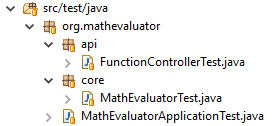 src/test/java
org.mathevaluator
api
FunctionControllerTest.java
core
MathEvaluatorTest.java
MathEvaluatorApplicationTest.java